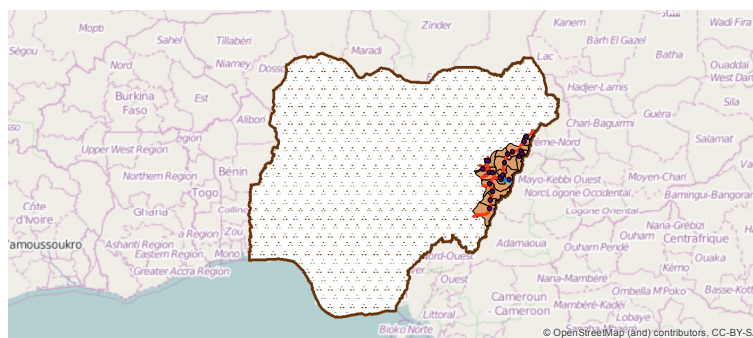 Mopti
Sahel
Tillabéri
Zinder
Kanem
Wadi Fira
Ségou
Maradi
Lac
Barh El Gazel
Batha
Ouaddaï
Nord
Niamey
Dosso
Hadjer-Lamis
Sila
Burkina
Faso
Est
Alibori
Guéra
Chari-Baguirmi
Salamat
Upper West Region
Région
Bénin
Mayo-Kebbi Ouest
Moyen-Chari
Northern Region
Togo
Logone Occidental
Bamingui-Bangoran
Côte
d'Ivoire
Ghana
Collines
Logone Oriental
Zou
Nana-Grébizi
Yamoussoukro
Ashanti Region
Mono
Adamaoua
Ouham Pendé
Centrafrique
Eastern Region
Nord-Ouest
Ouham
Ouaka
Greater Accra Region
Kémo
Ouest
Nana-Mambéré
Cameroun
- Cameroon
Ombella M'Poko
Basse-Kotto
Mambéré-Kadéï
Littoral
Lobaye
Bioko Norte
© OpenStreetMap (and) contributors, CC-BY-SA